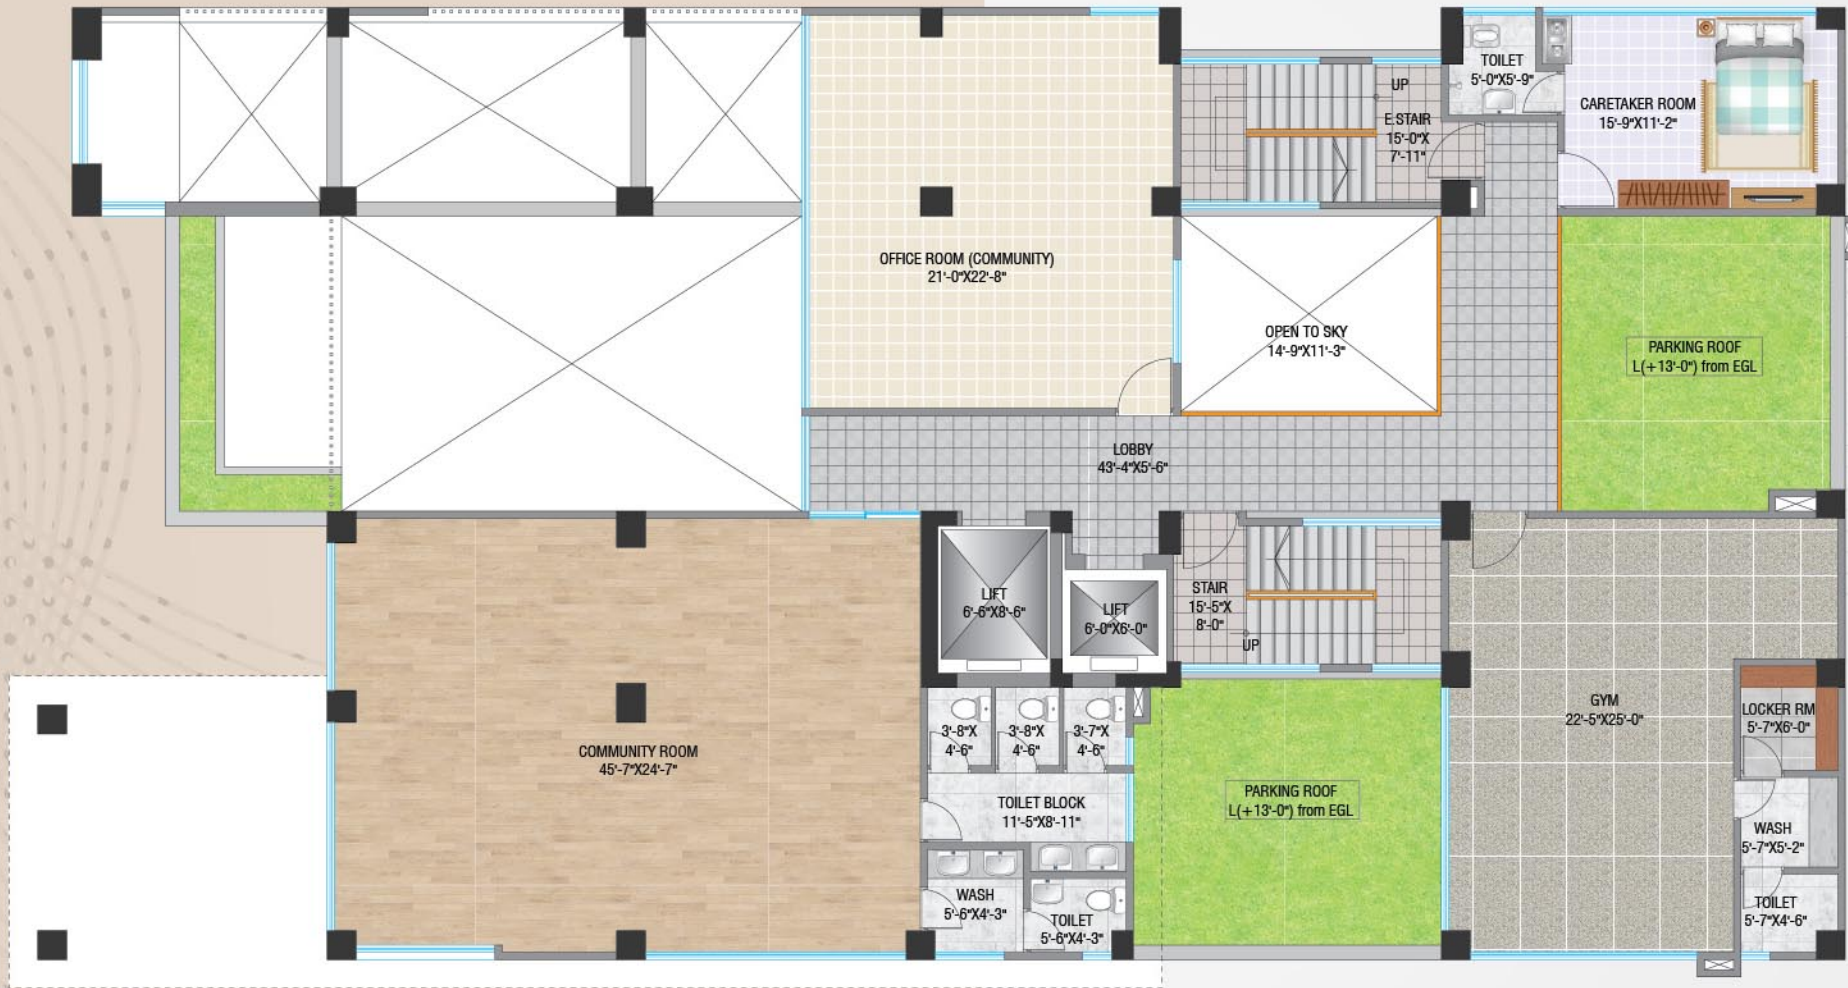 TOILET
5'-0"X5'-9"
CARETAKER ROOM
15'-9"X11'-2"
UP
E.STAIR
15'-0"X
7'-11"
OFFICE ROOM (COMMUNITY)
21'-0"X22'-8"
OPEN TO SKY
14'-9"X11'-3"
PARKING ROOF
L(+13'-0") from EGL
LOBBY
43'-4"X5'-6"
LIFT
6'-6"X8'-6"
LIFT
6'-0"X6'-0"
STAIR
15'-5"X
8'-0"
UP
GYM
22'-5"X25'-0"
LOCKER RM
5'-7"X6'-0"
COMMUNITY ROOM
45'-7"X24'-7"
3'-8"X
4'-6"
3'-8"X
4'-6"
3'-7"X
4'-6"
TOILET BLOCK
11'-5"X8'-11"
PARKING ROOF
L(+13'-0") from EGL
WASH
5'-7"X5'-2"
WASH
5'-6"X4'-3"
TOILET
5'-6"X4'-3"
TOILET
5'-7"X4'-6"